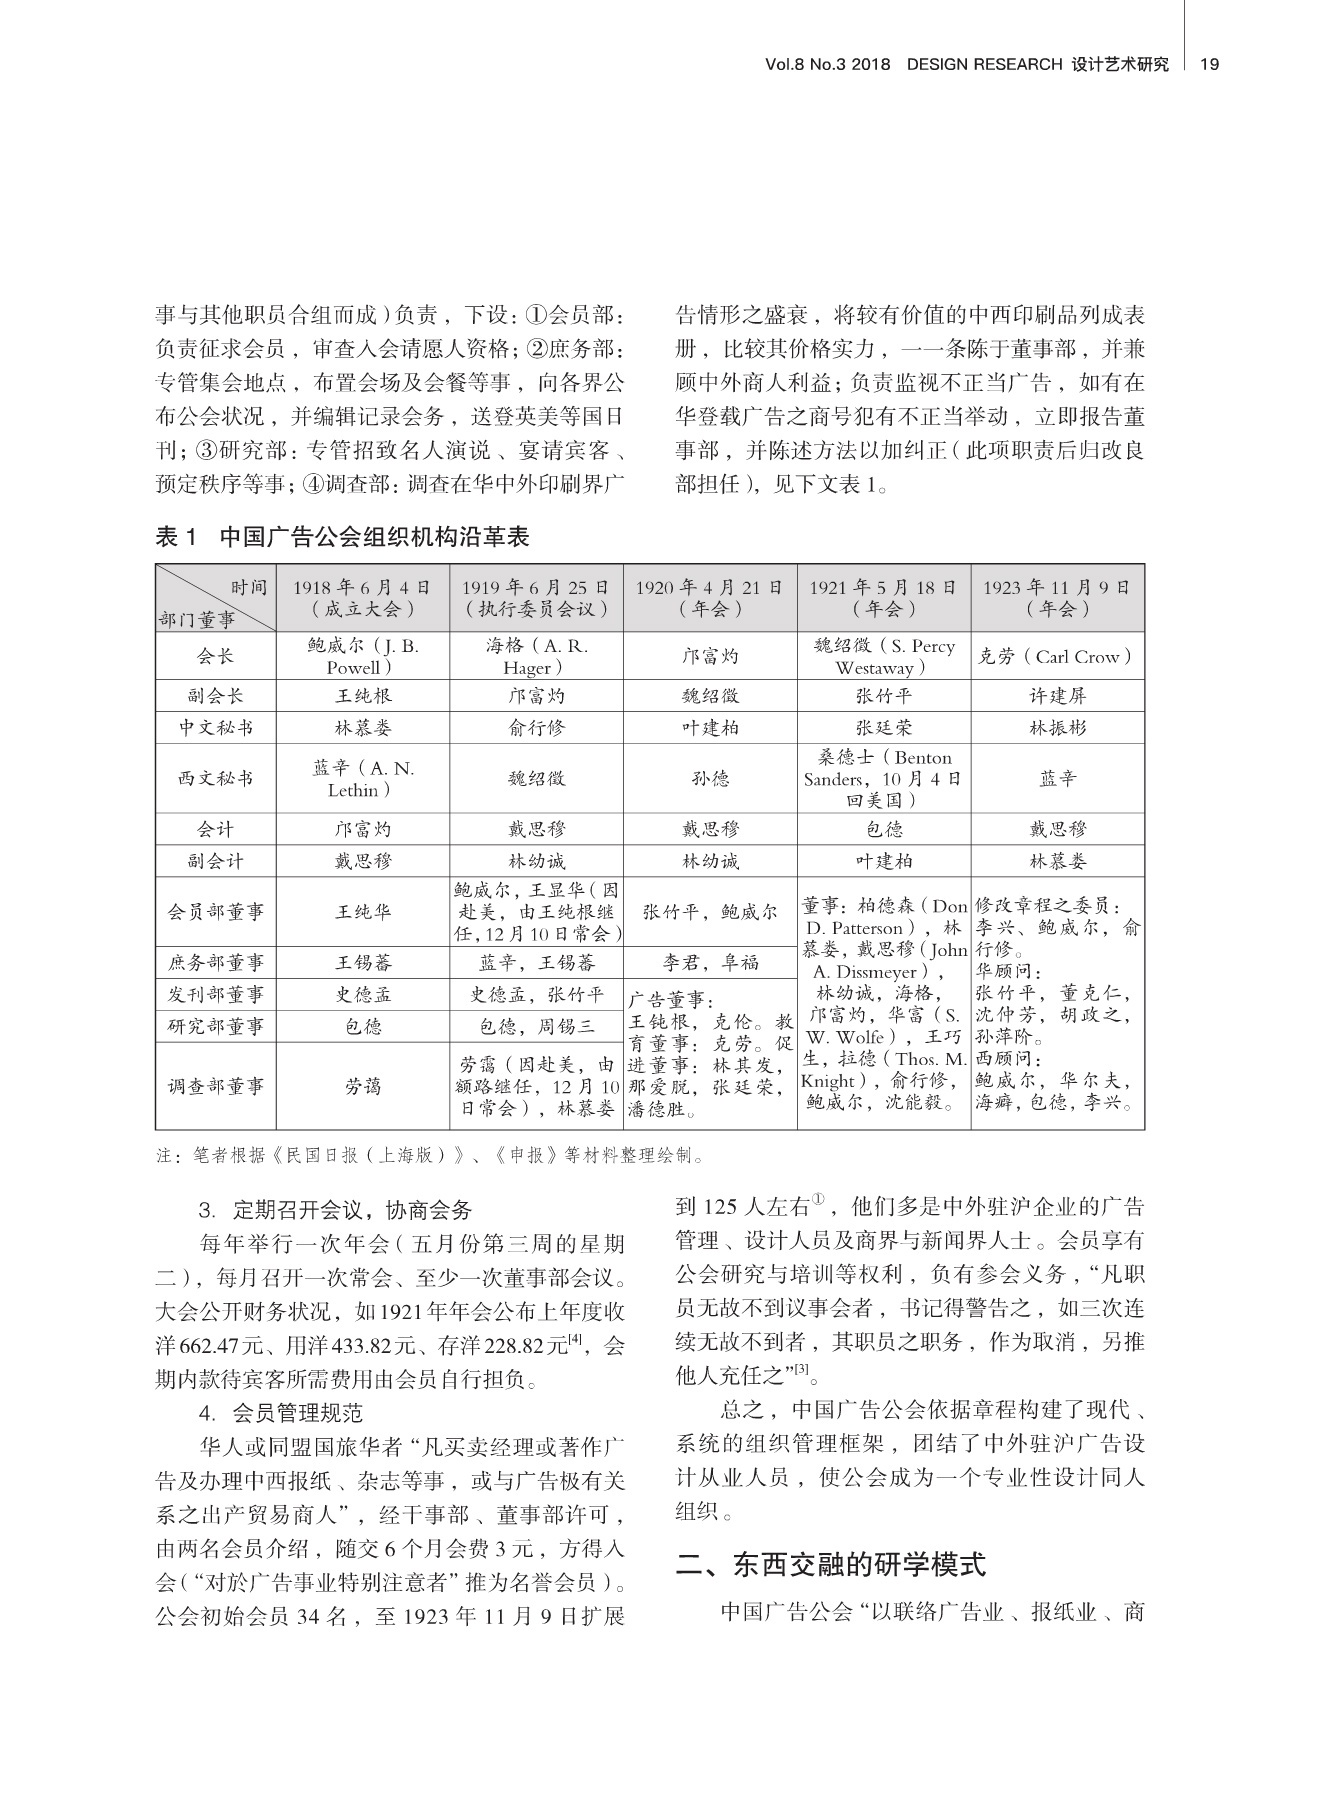 Vol.8 No.3 2018 DESIGN RESEARCH 设计艺术研究 19
事与其他职员合组而成)负责，下设: ①会员部:
负责征求会员，审查入会请愿人资格; ②庶务部:
专管集会地点，布置会场及会餐等事，向各界公
布公会状况，并编辑记录会务，送登英美等国日
刊; ③研究部: 专管招致名人演说、宴请宾客、
预定秩序等事; ④调查部: 调查在华中外印刷界广
告情形之盛衰，将较有价值的中西印刷品列成表
册，比较其价格实力，一一条陈于董事部，并兼
顾中外商人利益; 负责监视不正当广告，如有在
华登载广告之商号犯有不正当举动，立即报告董
事部，并陈述方法以加纠正(此项职责后归改良
部担任)，见下文表 1。
表 1 中国广告公会组织机构沿革表
时间
部门董事
1918 年 6 月 4 日
（成立大会）
1919 年 6 月 25 日
（执行委员会议）
1920 年 4 月 21 日
（年会）
1921 年 5 月 18 日
（年会）
1923 年 11 月 9 日
（年会）
会长
鲍威尔（J. B.
Powell）
海格（A. R.
Hager）
邝富灼
魏绍徵（S. Percy
Westaway）
克劳（Carl Crow）
副会长
王纯根
邝富灼
魏绍徵
张竹平
许建屏
中文秘书
林慕娄
俞行修
叶建柏
张廷荣
林振彬
西文秘书
蓝辛（A. N.
Lethin）
魏绍徵
孙德
桑德士（Benton
Sanders，10 月 4 日
回美国）
蓝辛
会计
邝富灼
戴思穆
戴思穆
包德
戴思穆
副会计
戴思穆
林幼诚
林幼诚
叶建柏
林慕娄
会员部董事
王纯华
鲍威尔，王显华（因
赴美，由王纯根继
任，12 月 10 日常会）
张竹平，鲍威尔
董事：柏德森（Don
D. Patterson），林
慕娄，戴思穆（John
A. Dissmeyer），
林幼诚，海格，
邝富灼，华富（S.
W. Wolfe），王巧
生，拉德（Thos. M.
Knight），俞行修，
鲍威尔，沈能毅。
修改章程之委员：
李兴、鲍威尔，俞
行修。
华顾问：
张竹平，董克仁，
沈仲芳，胡政之，
孙萍阶。
西顾问：
鲍威尔，华尔夫，
海癖，包德，李兴。
庶务部董事
王锡蕃
蓝辛，王锡蕃
李君，阜福
发刊部董事
史德孟
史德孟，张竹平
广告董事：
王钝根，克伦。教
育董事：克劳。促
进董事：林其发，
那爱脱，张廷荣，
潘德胜。
研究部董事
包德
包德，周锡三
调查部董事
劳蔼
劳霭（因赴美，由
额路继任，12 月 10
日常会），林慕娄
注：笔者根据《民国日报（上海版）》、《申报》等材料整理绘制。
3. 定期召开会议，协商会务
每年举行一次年会(五月份第三周的星期
二)，每月召开一次常会、至少一次董事部会议。
大会公开财务状况，如1921年年会公布上年度收
洋662.47元、用洋433.82元、存洋228.82元[4]，会
期内款待宾客所需费用由会员自行担负。
4. 会员管理规范
华人或同盟国旅华者“凡买卖经理或著作广
告及办理中西报纸、杂志等事，或与广告极有关
系之出产贸易商人”，经干事部、董事部许可，
由两名会员介绍，随交 6 个月会费 3 元，方得入
会(“对於广告事业特别注意者”推为名誉会员)。
公会初始会员 34 名，至 1923 年 11 月 9 日扩展
到 125 人左右①，他们多是中外驻沪企业的广告
管理、设计人员及商界与新闻界人士。会员享有
公会研究与培训等权利，负有参会义务，“凡职
员无故不到议事会者，书记得警告之，如三次连
续无故不到者，其职员之职务，作为取消，另推
他人充任之”[3]。
总之，中国广告公会依据章程构建了现代、
系统的组织管理框架，团结了中外驻沪广告设
计从业人员，使公会成为一个专业性设计同人
组织。
二、东西交融的研学模式
中国广告公会“以联络广告业、报纸业、商